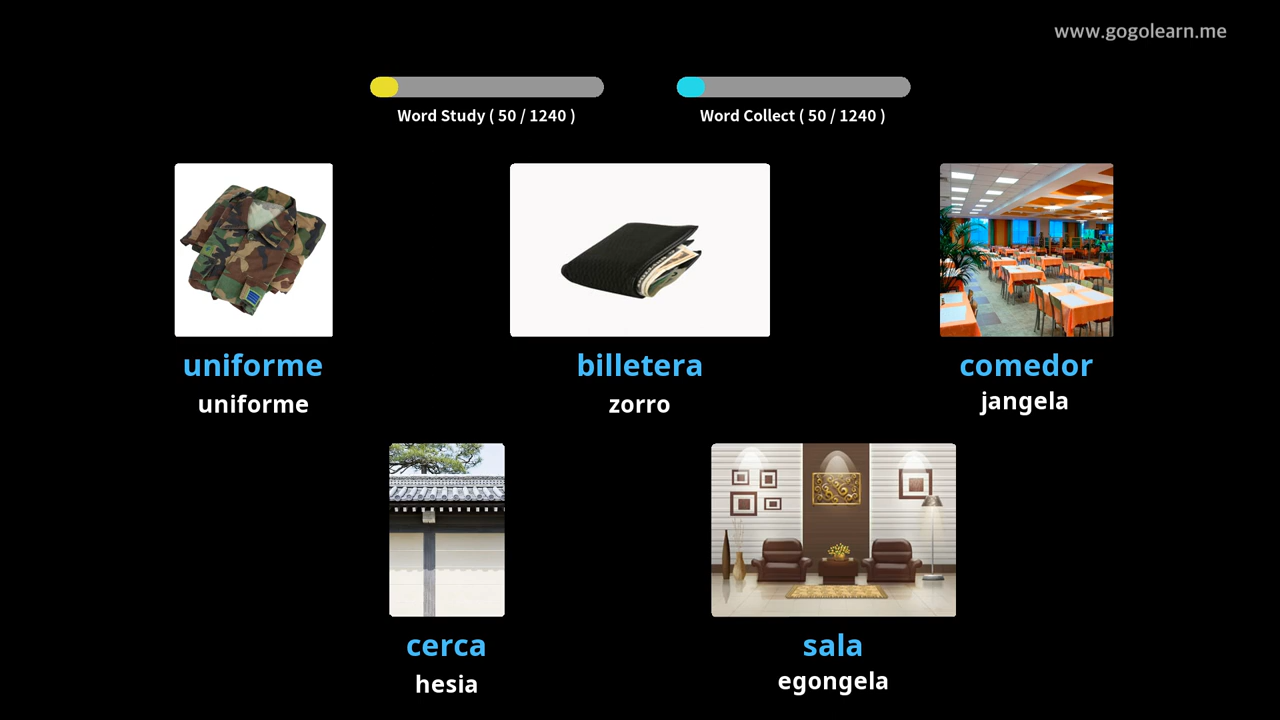 www.gogolearn.me
Word Study ( 50 / 1240 )
Word Collect ( 50 / 1240 )
uniforme
uniforme
billetera
zorro
comedor
jangela
cerca
hesia
sala
egongela